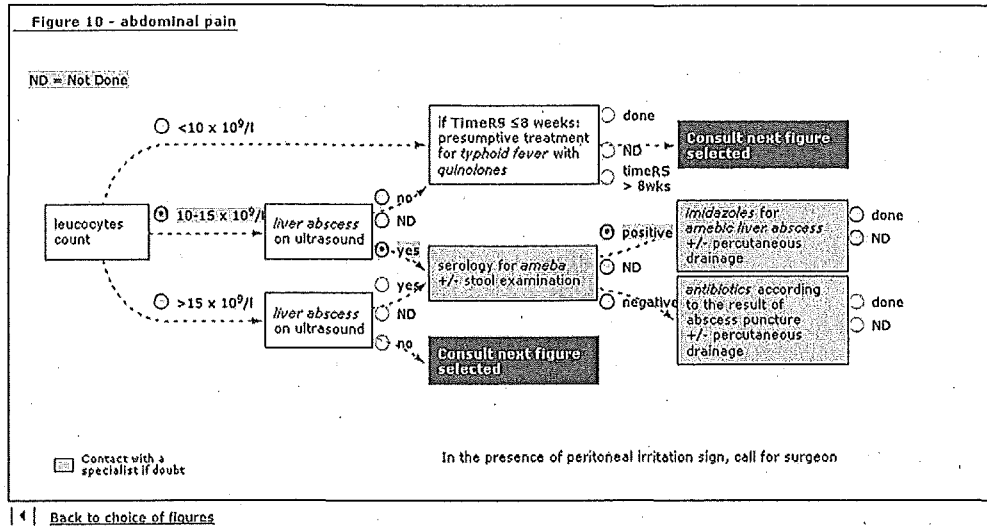 Figure 10 - abdominal pain
ND = Not Done
<10 x 10⁹/l
if TimeRS ≤8 weeks:
presumptive treatment
for typhoid fever with
quinolones
done
ND
timeRS
> 8wks
Consult next figure
selected
leucocytes
count
10-15 x 10⁹/l
liver abscess
on ultrasound
no
ND
yes
serology for ameba
+/- stool examination
positive
ND
negative
imidazoles for
amebic liver abscess
+/- percutaneous
drainage
done
ND
antibiotics according
to the result of
abscess puncture
+/- percutaneous
drainage
done
ND
>15 x 10⁹/l
liver abscess
on ultrasound
yes
ND
no
Consult next figure
selected
Contact with a
specialist if doubt
In the presence of peritoneal irritation sign, call for surgeon
Back to choice of figures